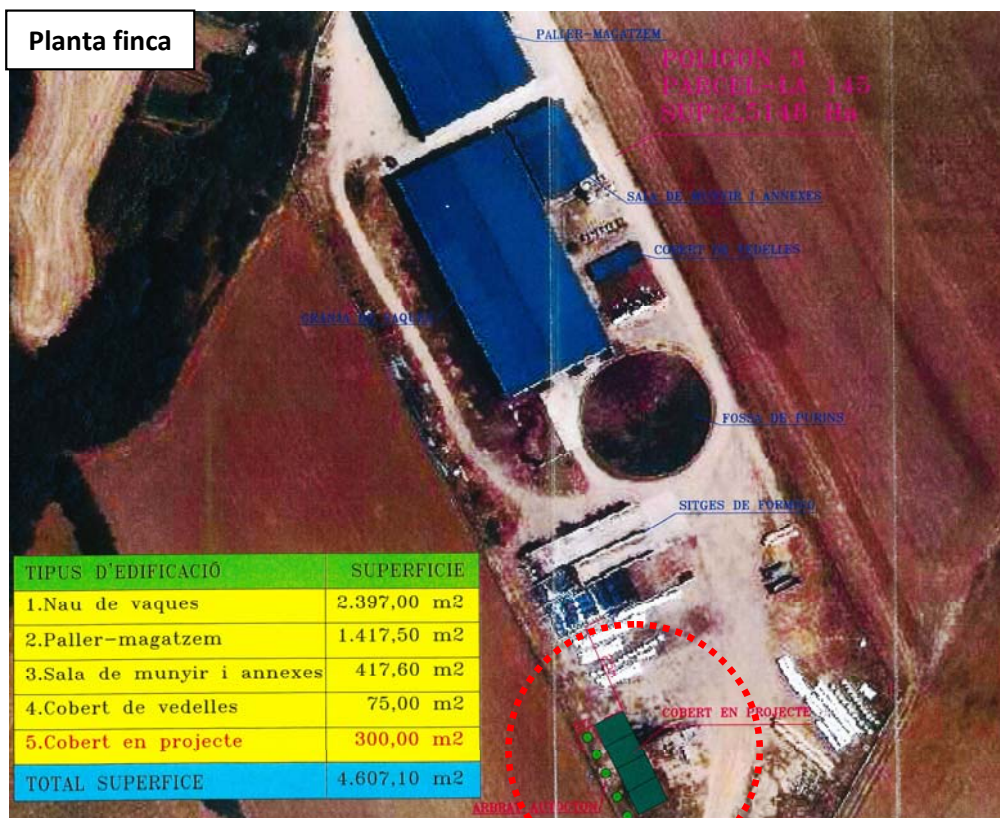 Planta finca
PALLER-MAGATZEM
POLIGON 3
PARCEL·LA 145
SUP:2,5148 Ha
SALA DE MUNYIR I ANNEXES
COBERT DE VEDELLES
GRANJA DE VAQUES
FOSSA DE PURINS
SITGES DE FORMIGO
TIPUS D'EDIFICACIÓ SUPERFICIE
1.Nau de vaques 2.397,00 m2
2.Paller-magatzem 1.417,50 m2
3.Sala de munyir i annexes 417,60 m2
4.Cobert de vedelles 75,00 m2
5.Cobert en projecte 300,00 m2
TOTAL SUPERFICE 4.607,10 m2
COBERT EN PROJECTE
ARBRAT AUTOCTON